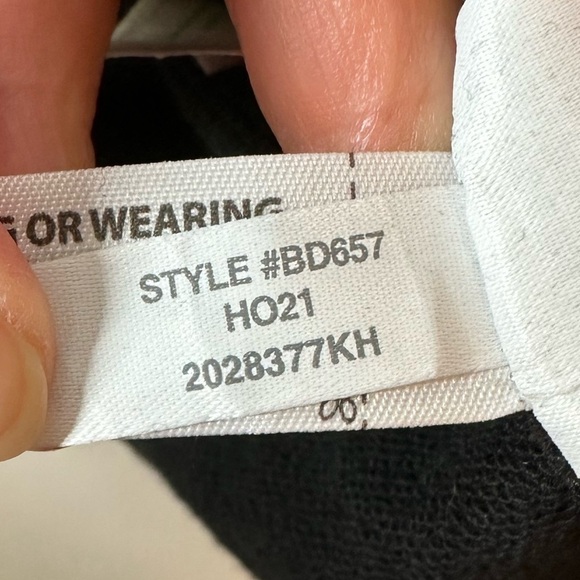 OR WEARING
STYLE #BD657
HO21
2028377KH